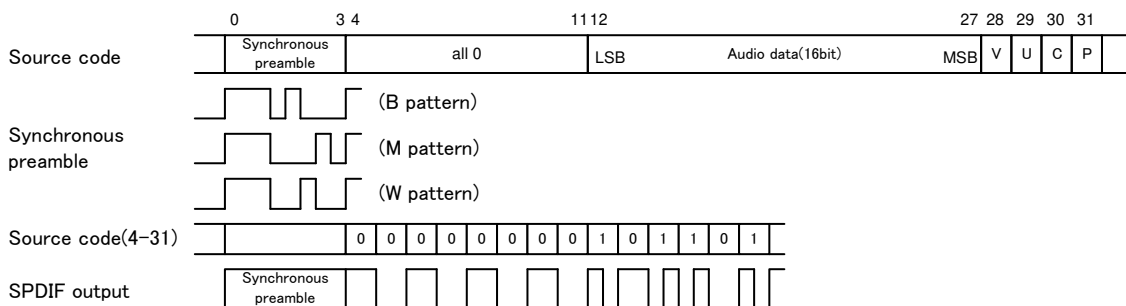 0 3 4 11 12 27 28 29 30 31
Source code Synchronous preamble all 0 LSB Audio data(16bit) MSB V U C P
(B pattern)
Synchronous preamble (M pattern)
(W pattern)
Source code(4-31) 0 0 0 0 0 0 0 0 1 0 1 1 0 1
SPDIF output Synchronous preamble